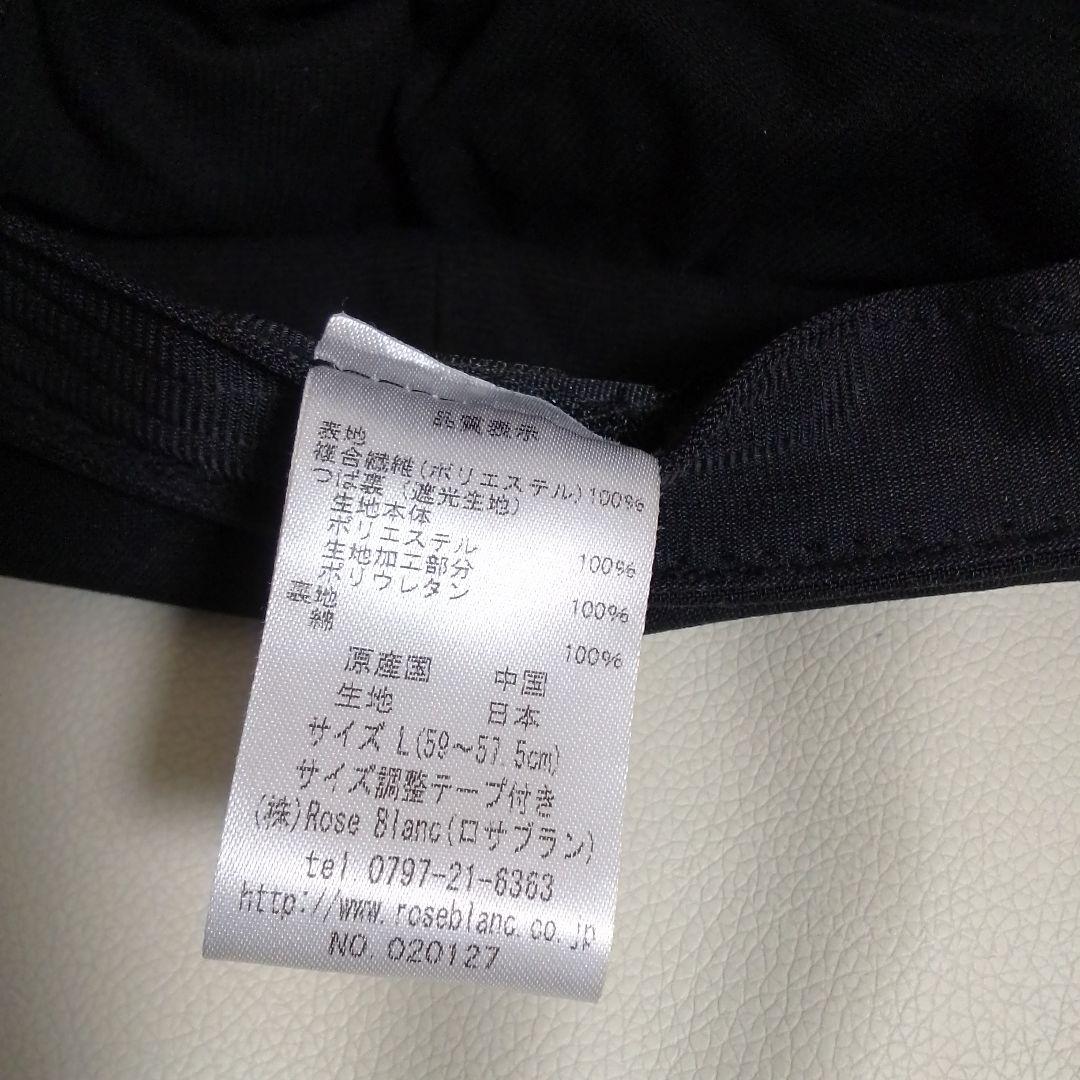 品質表示
表地
複合繊維(ポリエステル)100%
つば裏(遮光生地)
生地本体
ポリエステル 100%
生地加工部分
ポリウレタン 100%
裏地
綿 100%
原産国 中国
生地 日本
サイズ L(59～57.5cm)
サイズ調整テープ付き
(株)Rose Blanc(ロサブラン)
tel 0797-21-6363
http://www.roseblanc.co.jp
NO.020127